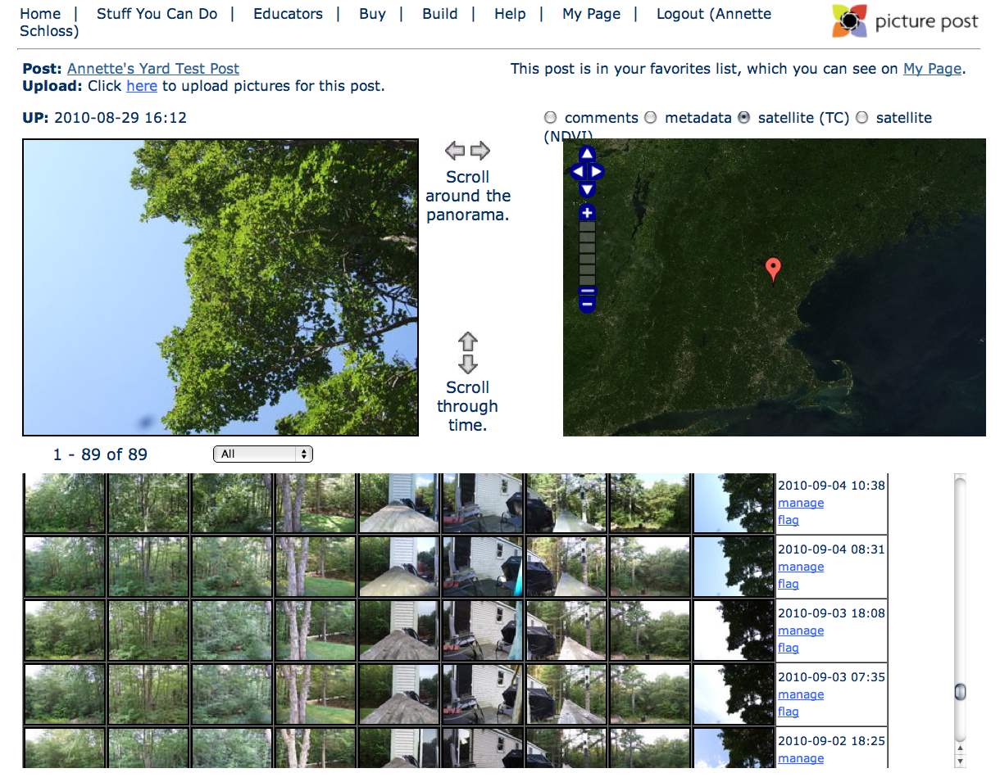 Home | Stuff You Can Do | Educators | Buy | Build | Help | My Page | Logout (Annette
Schloss)
picture post
Post: Annette's Yard Test Post
This post is in your favorites list, which you can see on My Page.
Upload: Click here to upload pictures for this post.
UP: 2010-08-29 16:12
comments metadata satellite (TC) satellite
(NDVI)
Scroll
around the
panorama.
Scroll
through
time.
1 - 89 of 89
All
2010-09-04 10:38
manage
flag
2010-09-04 08:31
manage
flag
2010-09-03 18:08
manage
flag
2010-09-03 07:35
manage
flag
2010-09-02 18:25
manage